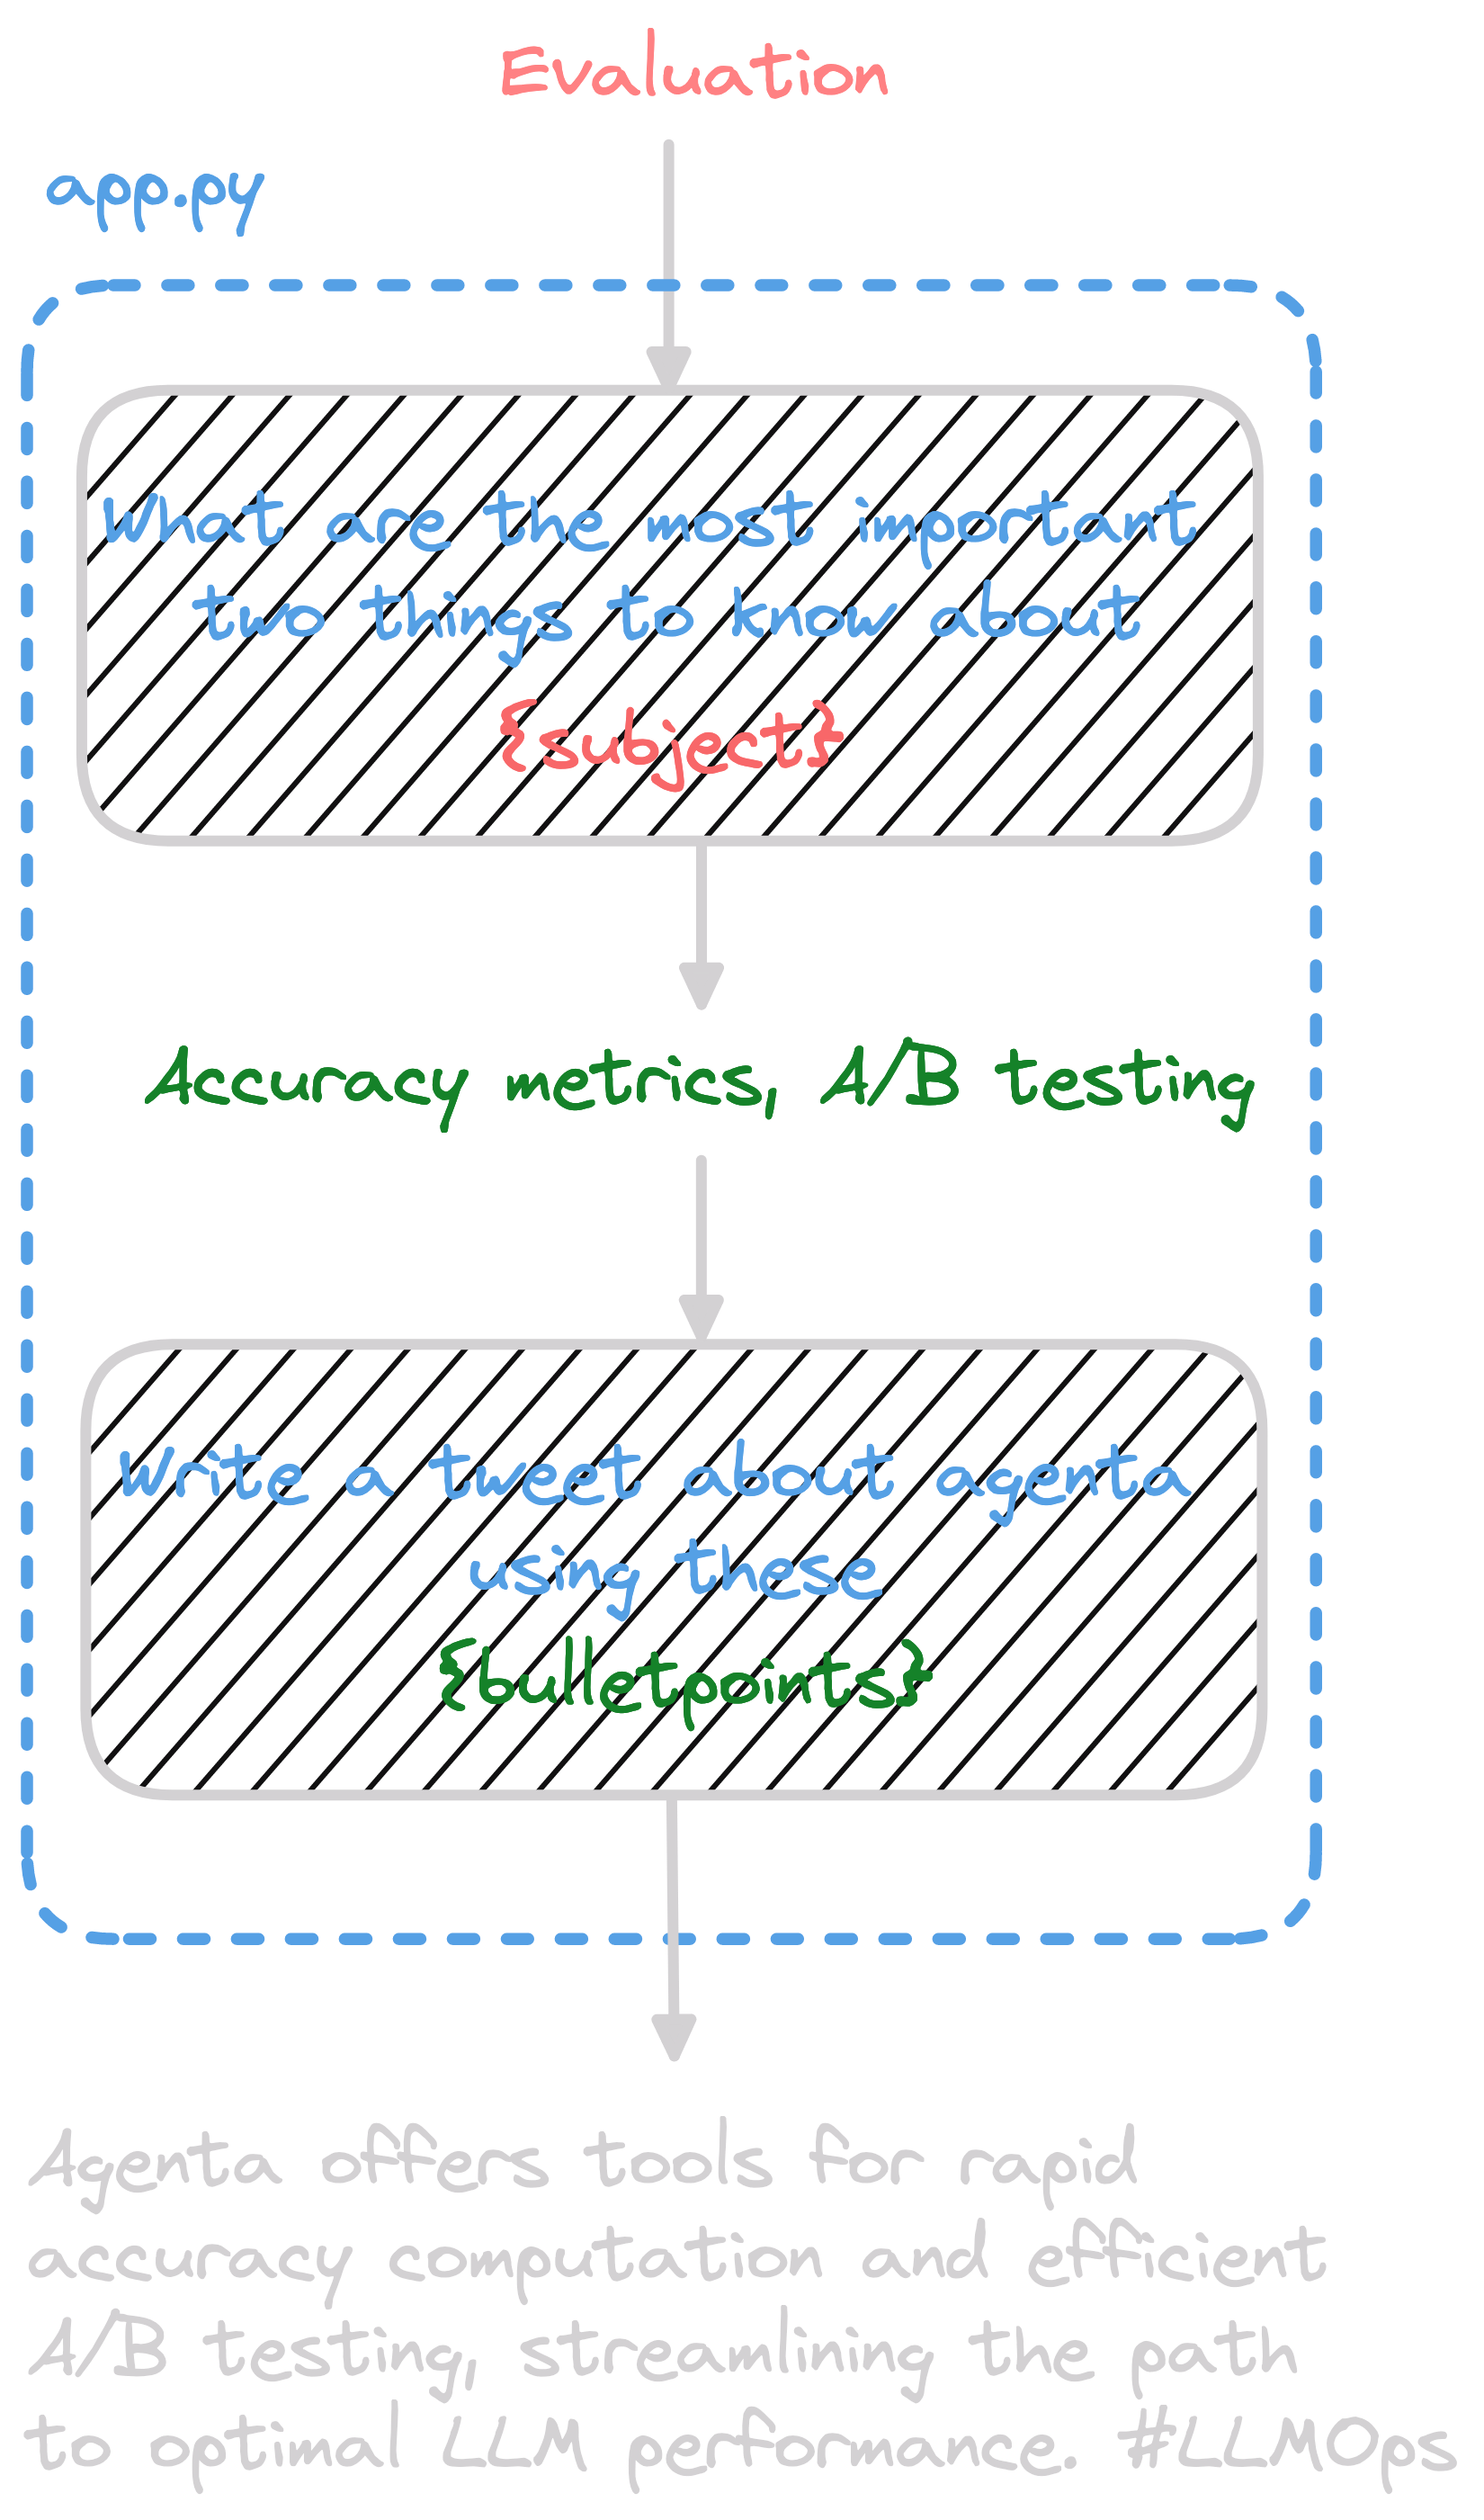 Evaluation
app.py
What are the most important
two things to know about
{subject}
Accuracy metrics, AB testing
Write a tweet about agenta
using these
{bulletpoints}
Agenta offers tools for rapid
accuracy computation and efficient
AB testing, streamlining the path
to optimal LLM performance. #LLMOps